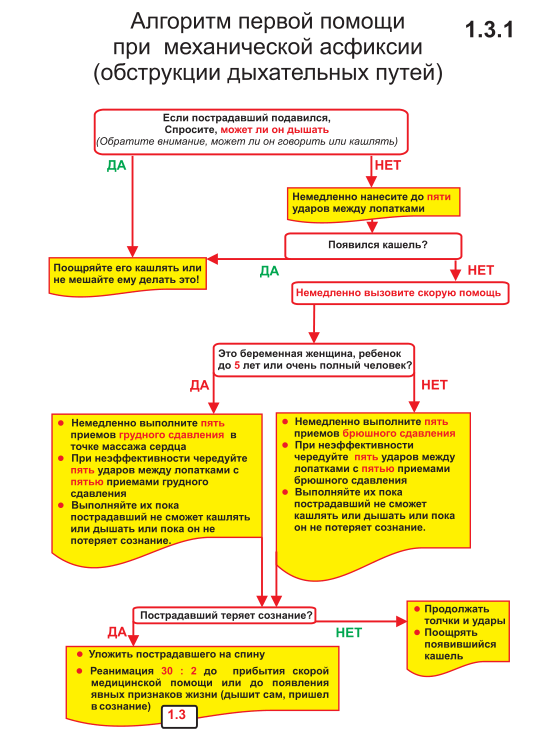 Алгоритм первой помощи
при механической асфиксии
(обструкции дыхательных путей)
1.3.1
Если пострадавший подавился,
Спросите, может ли он дышать
(Обратите внимание, может ли он говорить или кашлять)
ДА
НЕТ
Немедленно нанесите до пяти
ударов между лопатками
Появился кашель?
Поощряйте его кашлять или
не мешайте ему делать это!
ДА
НЕТ
Немедленно вызовите скорую помощь
Это беременная женщина, ребенок
до 5 лет или очень полный человек?
ДА
НЕТ
Немедленно выполните пять
приемов грудного сдавления в
точке массажа сердца
При неэффективности чередуйте
пять ударов между лопатками с
пятью приемами грудного
сдавления
Выполняйте их пока
пострадавший не сможет кашлять
или дышать или пока он не
потеряет сознание.
Немедленно выполните пять
приемов брюшного сдавления
При неэффективности
чередуйте пять ударов между
лопатками с пятью приемами
брюшного сдавления
Выполняйте их пока
пострадавший не сможет
кашлять или дышать или пока
он не потеряет сознание.
Пострадавший теряет сознание?
ДА
НЕТ
Продолжать
толчки и удары
Поощрять
появившийся
кашель
Уложить пострадавшего на спину
Реанимация 30 : 2 до прибытия скорой
медицинской помощи или до появления
явных признаков жизни (дышит сам, пришел
в сознание)
1.3